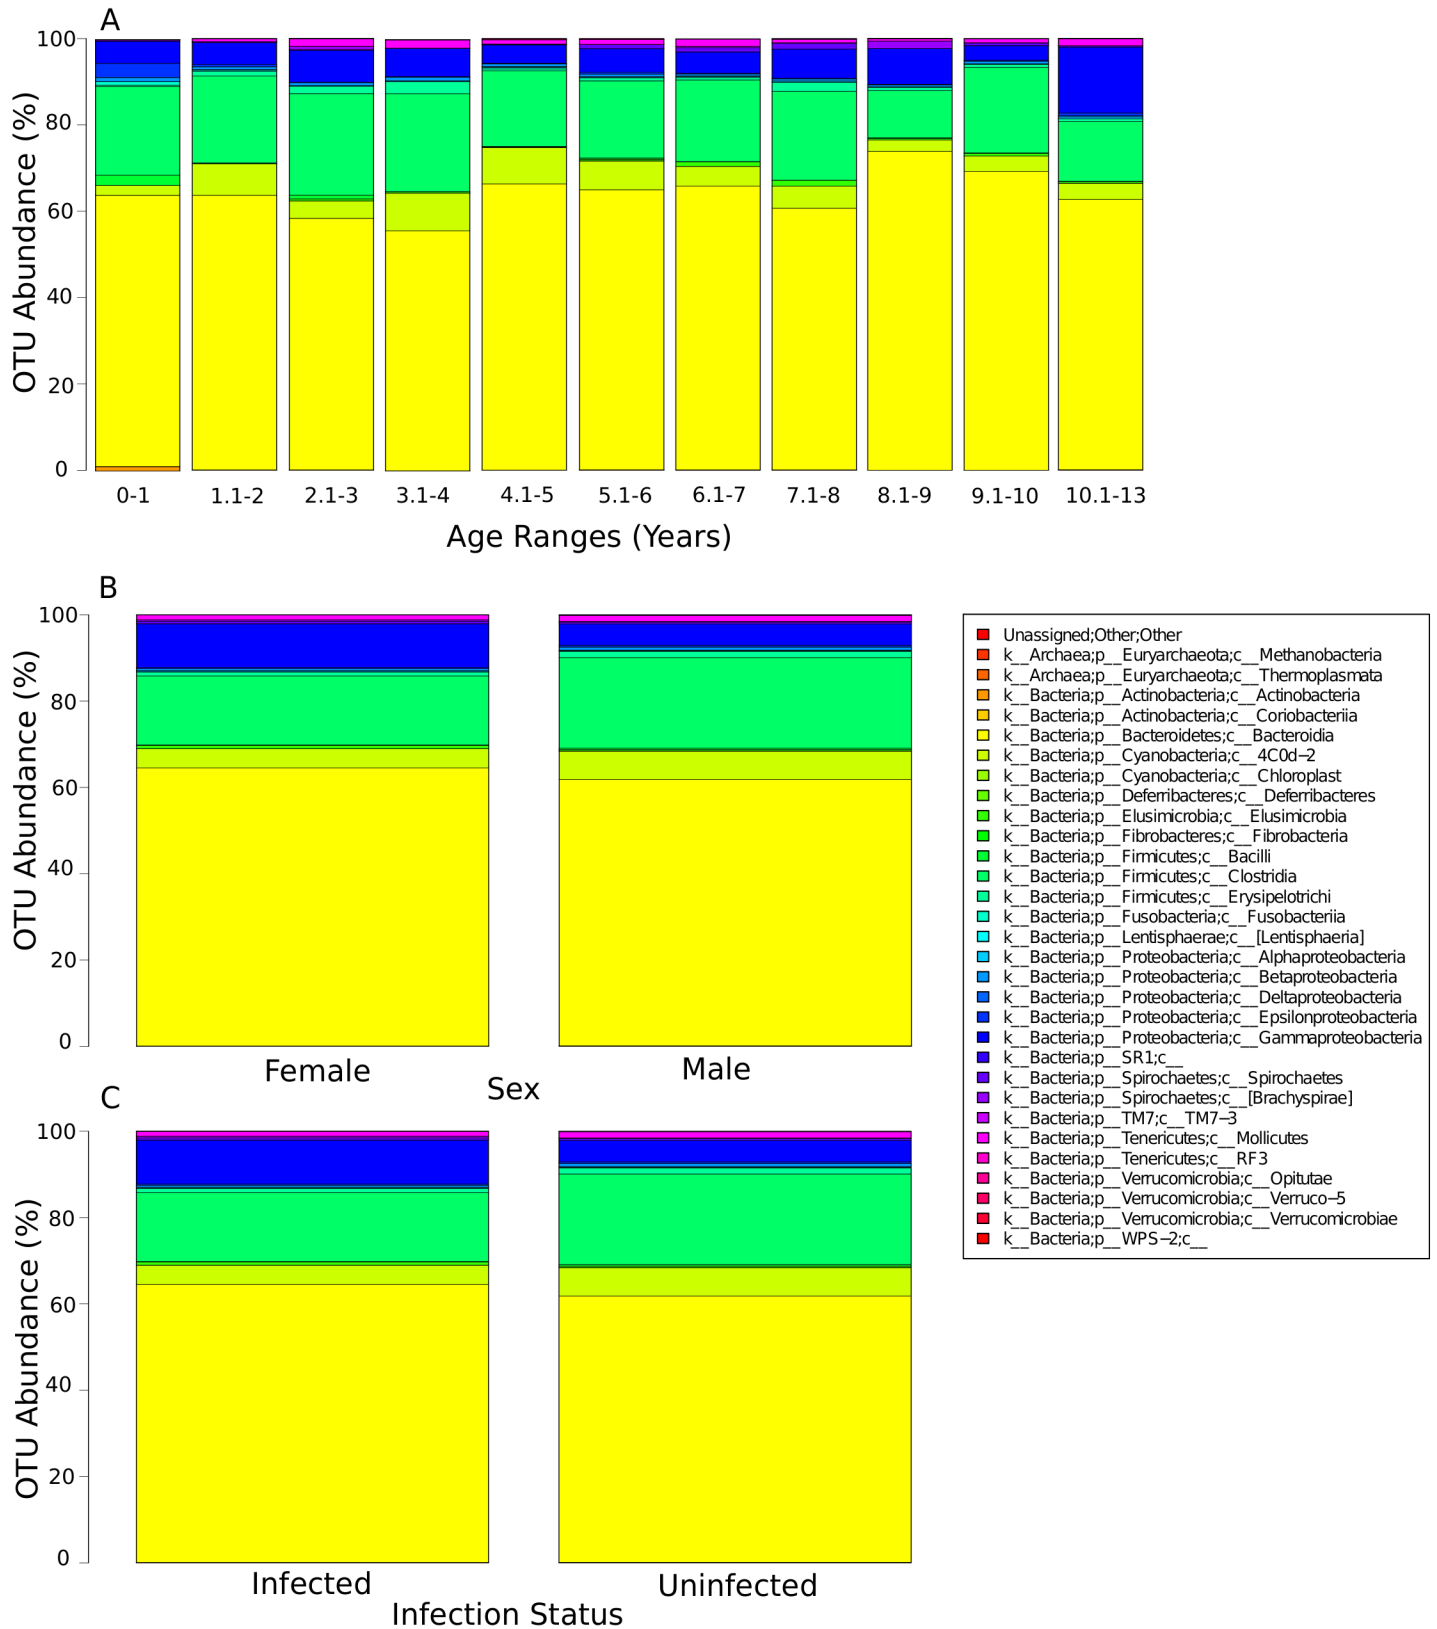 A
100
80
60
40
20
0
OTU Abundance (%)
0-1 1.1-2 2.1-3 3.1-4 4.1-5 5.1-6 6.1-7 7.1-8 8.1-9 9.1-10 10.1-13
Age Ranges (Years)
B
100
80
60
40
20
0
OTU Abundance (%)
Female Male
Sex
C
100
80
60
40
20
0
OTU Abundance (%)
Infected Uninfected
Infection Status
Unassigned;Other;Other
k__Archaea;p__Euryarchaeota;c__Methanobacteria
k__Archaea;p__Euryarchaeota;c__Thermoplasmata
k__Bacteria;p__Actinobacteria;c__Actinobacteria
k__Bacteria;p__Actinobacteria;c__Coriobacteriia
k__Bacteria;p__Bacteroidetes;c__Bacteroidia
k__Bacteria;p__Cyanobacteria;c__4C0d−2
k__Bacteria;p__Cyanobacteria;c__Chloroplast
k__Bacteria;p__Deferribacteres;c__Deferribacteres
k__Bacteria;p__Elusimicrobia;c__Elusimicrobia
k__Bacteria;p__Fibrobacteres;c__Fibrobacteria
k__Bacteria;p__Firmicutes;c__Bacilli
k__Bacteria;p__Firmicutes;c__Clostridia
k__Bacteria;p__Firmicutes;c__Erysipelotrichi
k__Bacteria;p__Fusobacteria;c__Fusobacteriia
k__Bacteria;p__Lentisphaerae;c__[Lentisphaeria]
k__Bacteria;p__Proteobacteria;c__Alphaproteobacteria
k__Bacteria;p__Proteobacteria;c__Betaproteobacteria
k__Bacteria;p__Proteobacteria;c__Deltaproteobacteria
k__Bacteria;p__Proteobacteria;c__Epsilonproteobacteria
k__Bacteria;p__Proteobacteria;c__Gammaproteobacteria
k__Bacteria;p__SR1;c__
k__Bacteria;p__Spirochaetes;c__Spirochaetes
k__Bacteria;p__Spirochaetes;c__[Brachyspirae]
k__Bacteria;p__TM7;c__TM7−3
k__Bacteria;p__Tenericutes;c__Mollicutes
k__Bacteria;p__Tenericutes;c__RF3
k__Bacteria;p__Verrucomicrobia;c__Opitutae
k__Bacteria;p__Verrucomicrobia;c__Verruco−5
k__Bacteria;p__Verrucomicrobia;c__Verrucomicrobiae
k__Bacteria;p__WPS−2;c__